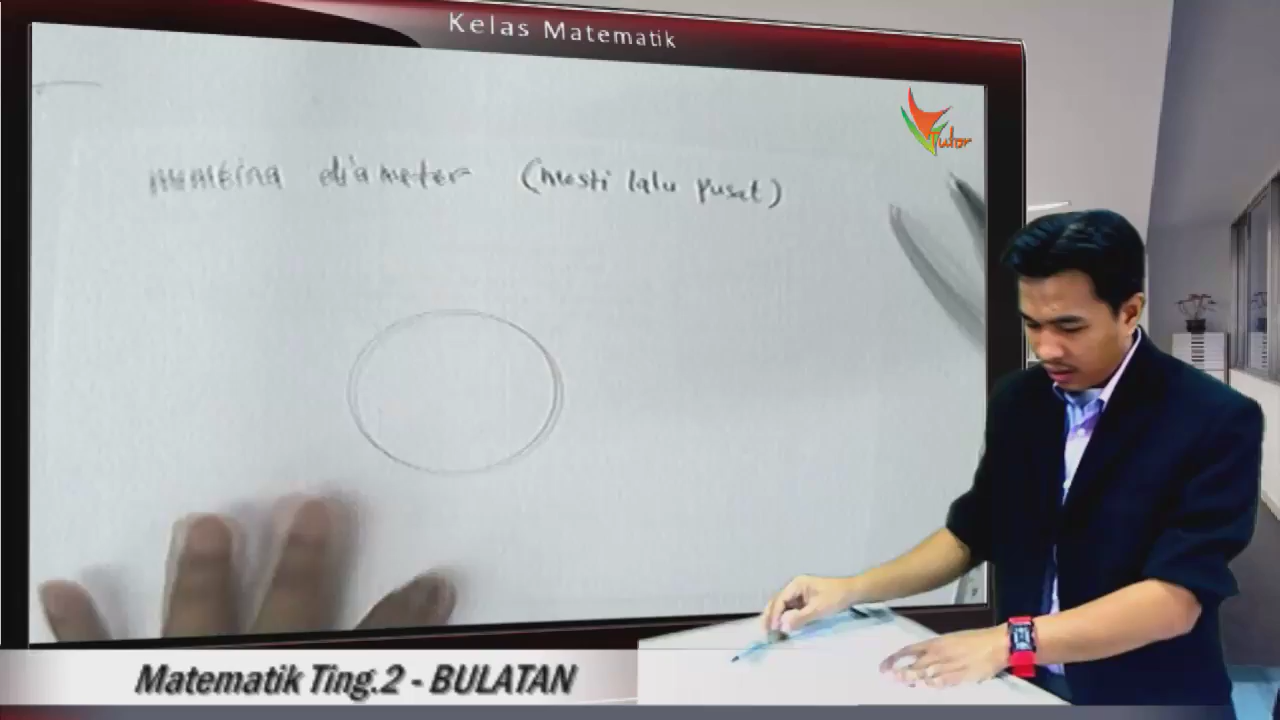 Kelas Matematik
Tutor
membina diameter (mesti lalu pusat)
Matematik Ting.2 - BULATAN